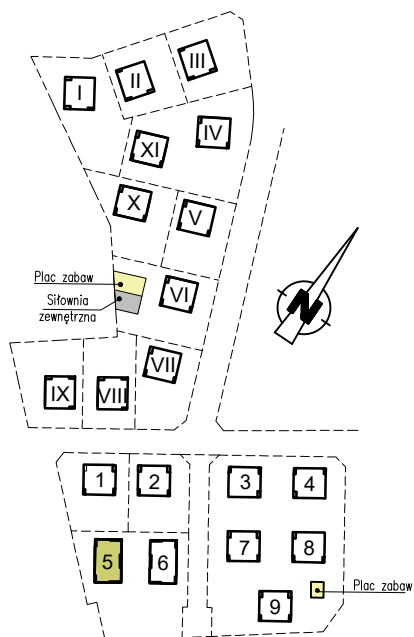 I
II
III
IV
XI
X
V
Plac zabaw
Siłownia
zewnętrzna
VI
N
VII
IX
VIII
1
2
3
4
5
6
7
8
Plac zabaw
9